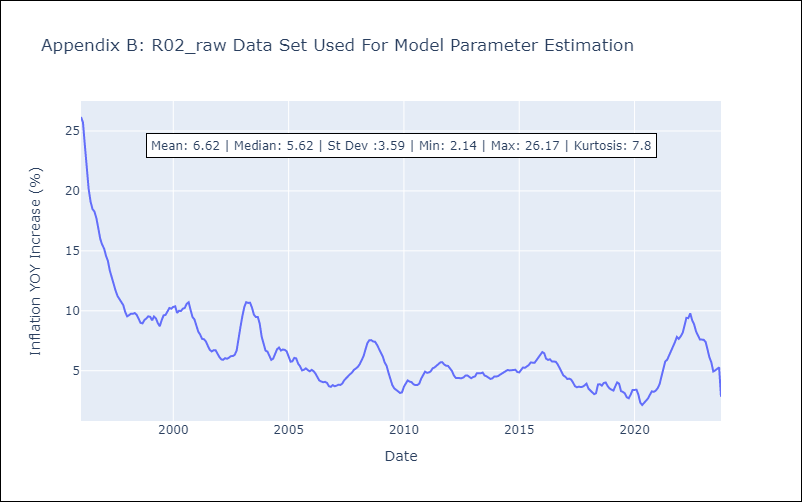 Appendix B: R02_raw Data Set Used For Model Parameter Estimation
Mean: 6.62 | Median: 5.62 | St Dev :3.59 | Min: 2.14 | Max: 26.17 | Kurtosis: 7.8
Inflation YOY Increase (%)
25
20
15
10
5
2000
2005
2010
2015
2020
Date